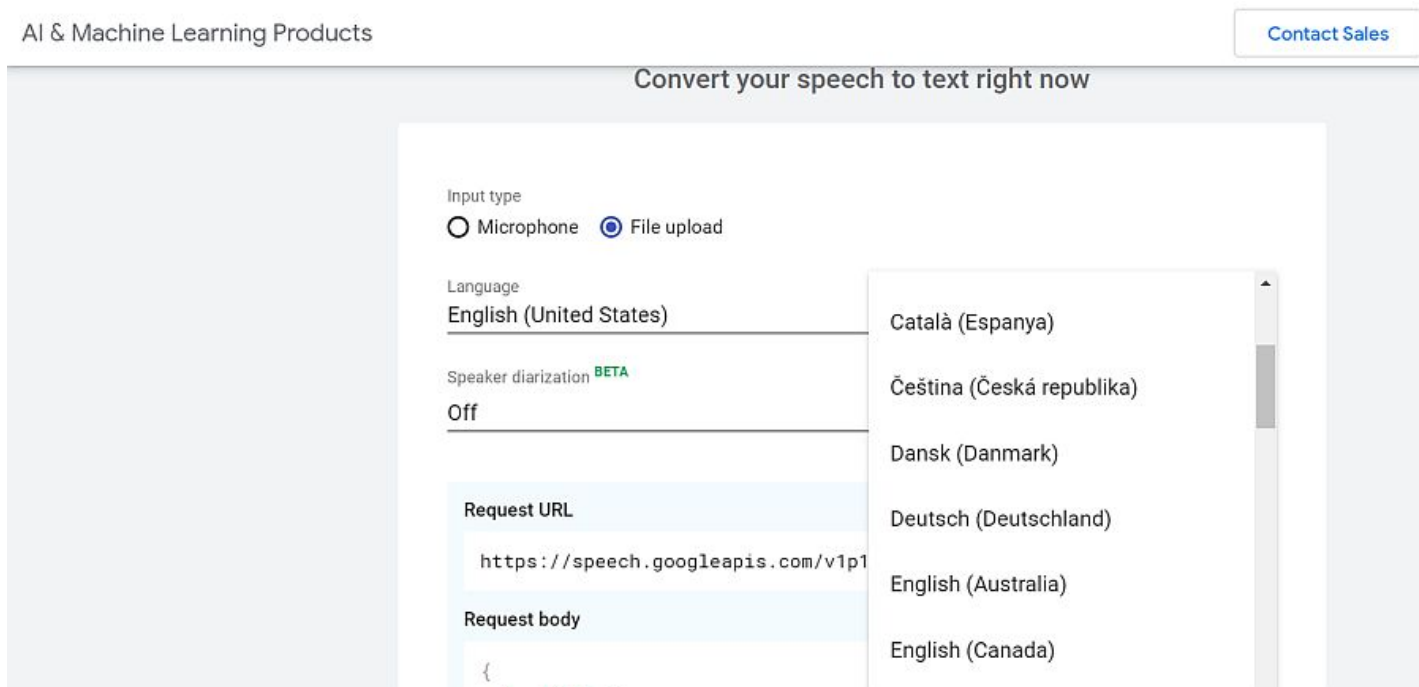 AI & Machine Learning Products
Contact Sales
Convert your speech to text right now
Input type
Microphone
File upload
Language
English (United States)
Speaker diarization BETA
Off
Request URL
https://speech.googleapis.com/v1p1
Request body
{
Català (Espanya)
Čeština (Česká republika)
Dansk (Danmark)
Deutsch (Deutschland)
English (Australia)
English (Canada)